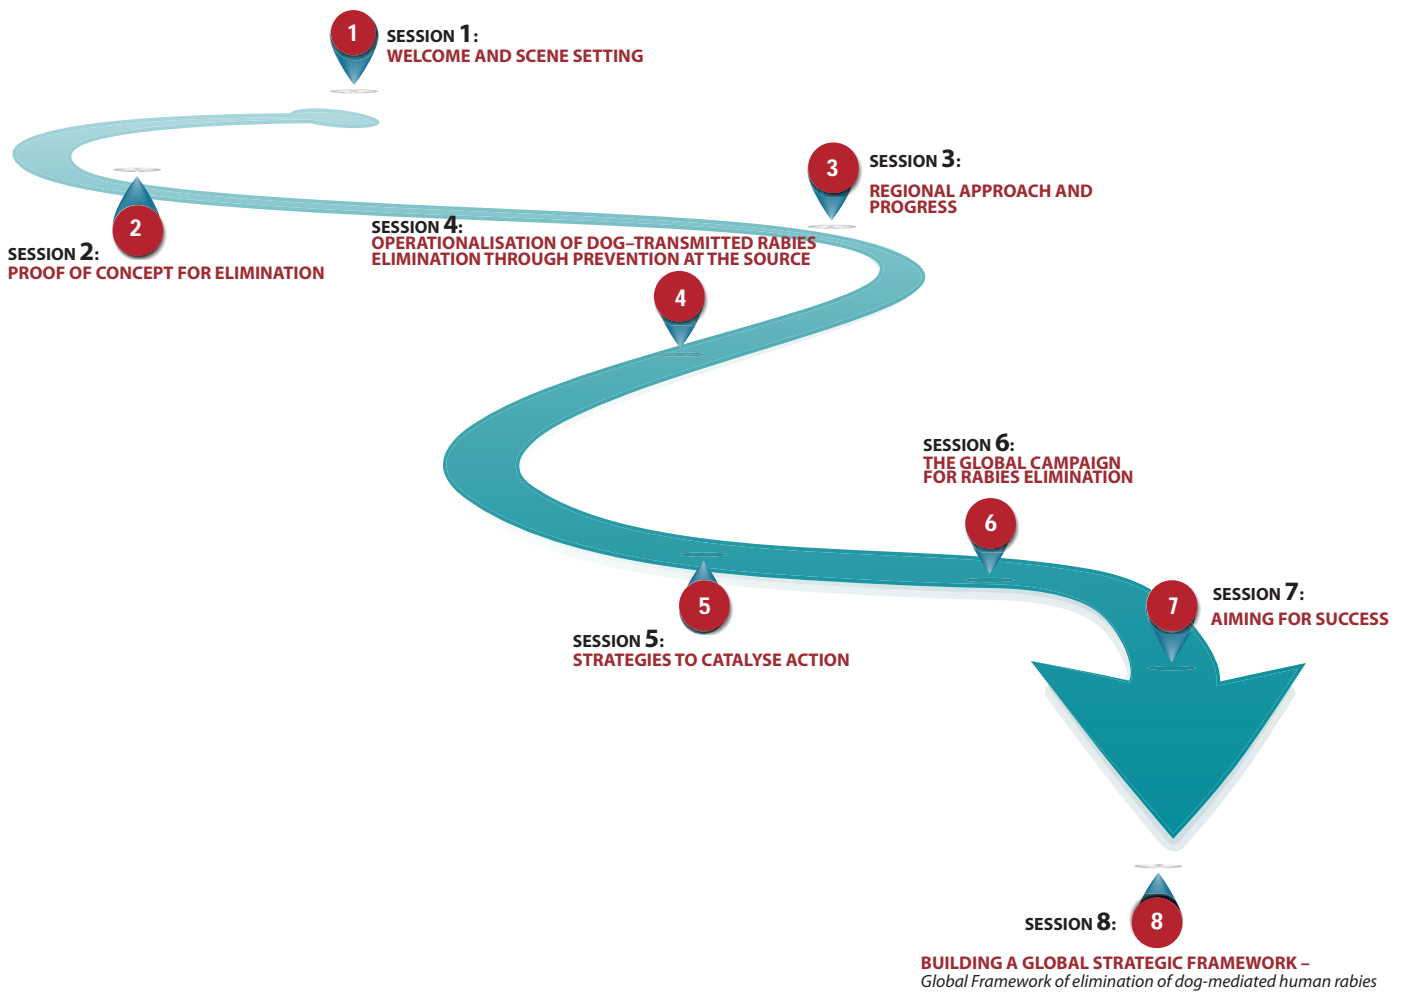 1
SESSION 1:
WELCOME AND SCENE SETTING
2
SESSION 2:
PROOF OF CONCEPT FOR ELIMINATION
3
SESSION 3:
REGIONAL APPROACH AND
PROGRESS
SESSION 4:
OPERATIONALISATION OF DOG–TRANSMITTED RABIES
ELIMINATION THROUGH PREVENTION AT THE SOURCE
4
5
SESSION 5:
STRATEGIES TO CATALYSE ACTION
SESSION 6:
THE GLOBAL CAMPAIGN
FOR RABIES ELIMINATION
6
7
SESSION 7:
AIMING FOR SUCCESS
SESSION 8:
8
BUILDING A GLOBAL STRATEGIC FRAMEWORK –
Global Framework of elimination of dog-mediated human rabies